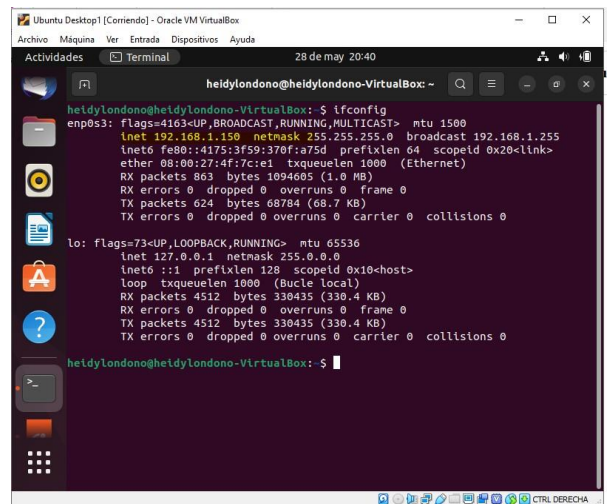 Ubuntu Desktop1 [Corriendo] - Oracle VM VirtualBox
Archivo Máquina Ver Entrada Dispositivos Ayuda
Actividades Terminal 28 de may 20:40
heidylondono@heidylondono-VirtualBox: ~
heidylondono@heidylondono-VirtualBox:~$ ifconfig
enp0s3: flags=4163<UP,BROADCAST,RUNNING,MULTICAST> mtu 1500
inet 192.168.1.150 netmask 255.255.255.0 broadcast 192.168.1.255
inet6 fe80::4175:3f59:370f:a75d prefixlen 64 scopeid 0x20<link>
ether 08:00:27:4f:7c:e1 txqueuelen 1000 (Ethernet)
RX packets 863 bytes 1094605 (1.0 MB)
RX errors 0 dropped 0 overruns 0 frame 0
TX packets 624 bytes 68784 (68.7 KB)
TX errors 0 dropped 0 overruns 0 carrier 0 collisions 0
lo: flags=73<UP,LOOPBACK,RUNNING> mtu 65536
inet 127.0.0.1 netmask 255.0.0.0
inet6 ::1 prefixlen 128 scopeid 0x10<host>
loop txqueuelen 1000 (Bucle local)
RX packets 4512 bytes 330435 (330.4 KB)
RX errors 0 dropped 0 overruns 0 frame 0
TX packets 4512 bytes 330435 (330.4 KB)
TX errors 0 dropped 0 overruns 0 carrier 0 collisions 0
heidylondono@heidylondono-VirtualBox:~$
CTRL DERECHA